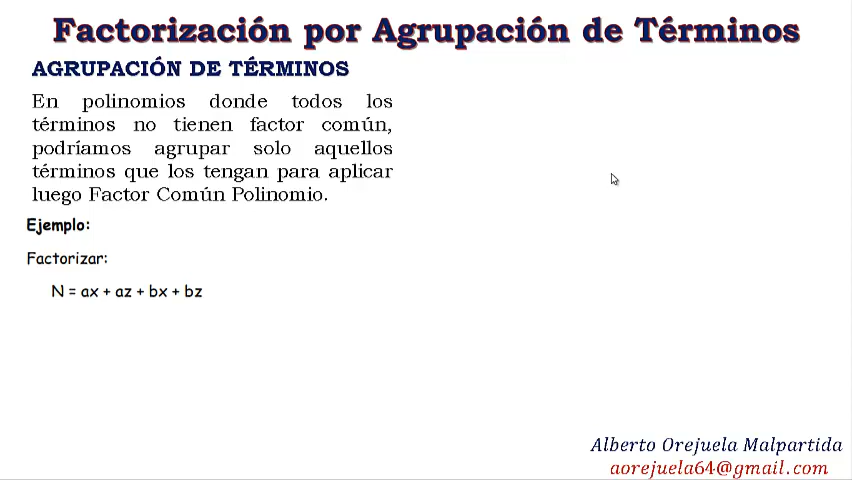 Factorización por Agrupación de Términos
AGRUPACIÓN DE TÉRMINOS
En polinomios donde todos los
términos no tienen factor común,
podríamos agrupar solo aquellos
términos que los tengan para aplicar
luego Factor Común Polinomio.
Ejemplo:
Factorizar:
N = ax + az + bx + bz
Alberto Orejuela Malpartida
aorejuela64@gmail.com